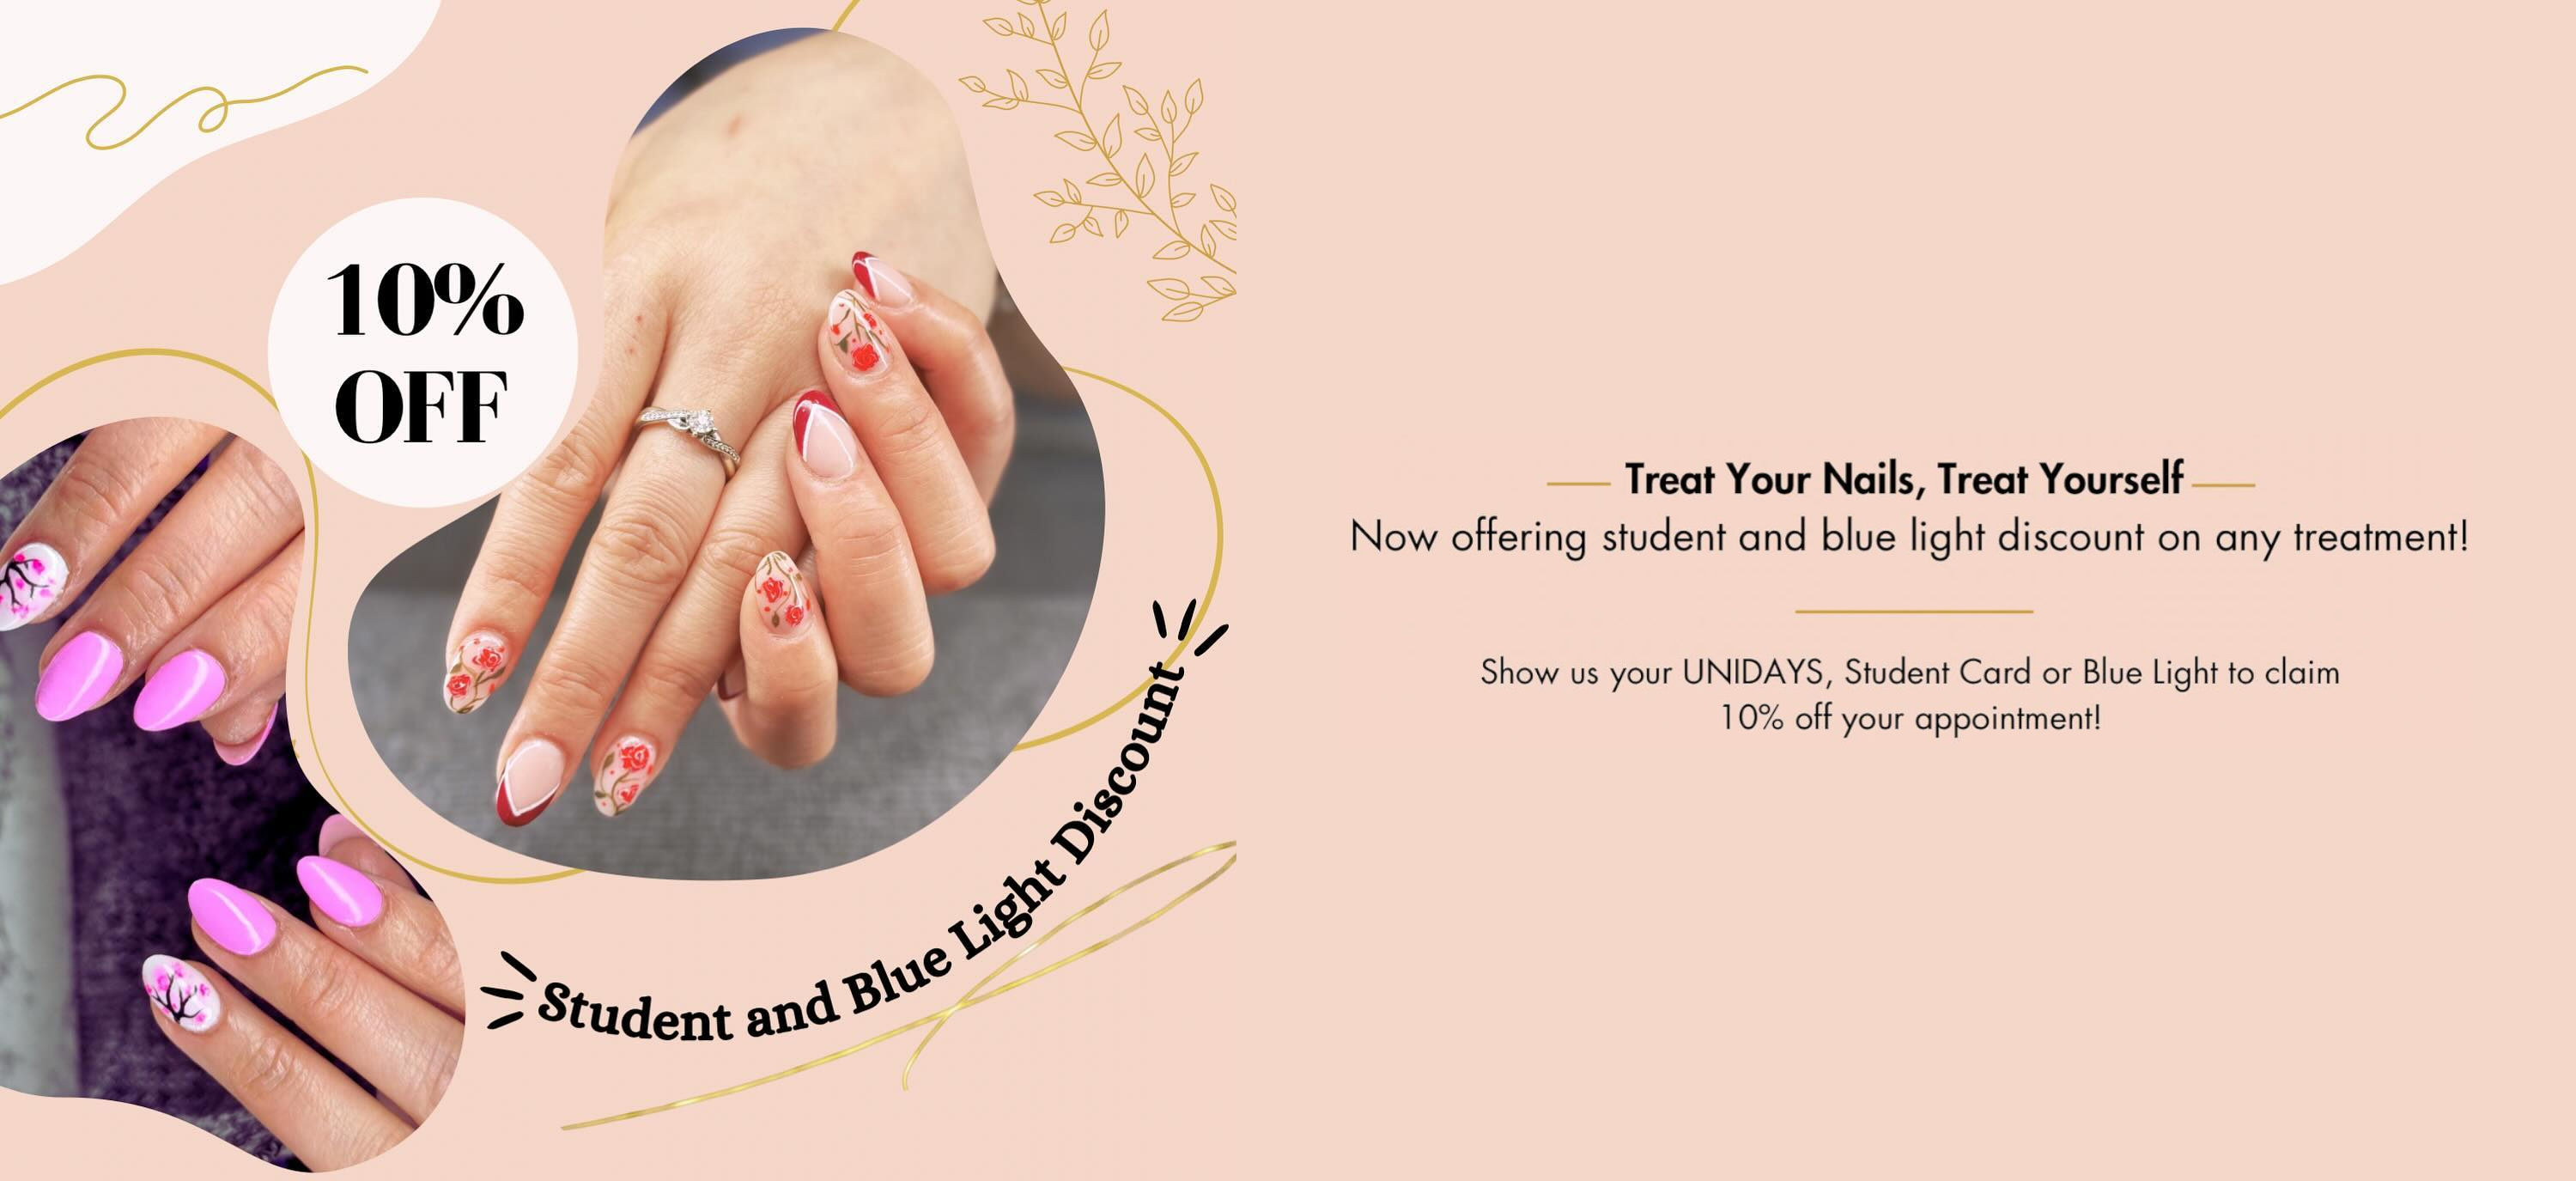 10%
OFF
Student and Blue Light Discount
Treat Your Nails, Treat Yourself
Now offering student and blue light discount on any treatment!
Show us your UNIDAYS, Student Card or Blue Light to claim
10% off your appointment!